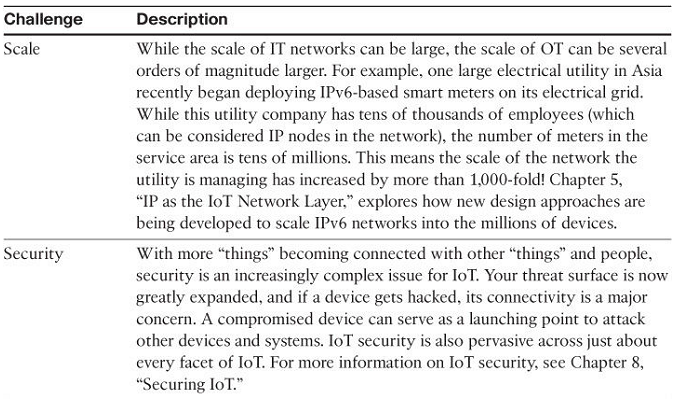 Challenge Description
Scale While the scale of IT networks can be large, the scale of OT can be several
orders of magnitude larger. For example, one large electrical utility in Asia
recently began deploying IPv6-based smart meters on its electrical grid.
While this utility company has tens of thousands of employees (which
can be considered IP nodes in the network), the number of meters in the
service area is tens of millions. This means the scale of the network the
utility is managing has increased by more than 1,000-fold! Chapter 5,
“IP as the IoT Network Layer,” explores how new design approaches are
being developed to scale IPv6 networks into the millions of devices.
Security With more “things” becoming connected with other “things” and people,
security is an increasingly complex issue for IoT. Your threat surface is now
greatly expanded, and if a device gets hacked, its connectivity is a major
concern. A compromised device can serve as a launching point to attack
other devices and systems. IoT security is also pervasive across just about
every facet of IoT. For more information on IoT security, see Chapter 8,
“Securing IoT.”